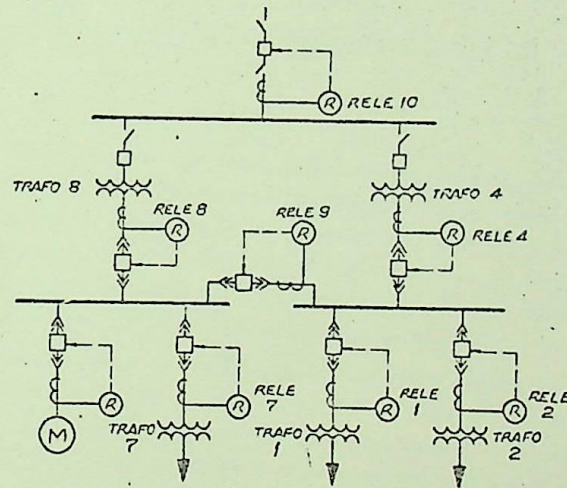 R RELE 10
TRAFO 8
RELE 8
R
RELE 9
R
TRAFO 4
R RELE 4
R
RELE
7
R
RELE
1
R
RELE
2
R
M
TRAFO
7
TRAFO
1
TRAFO
2